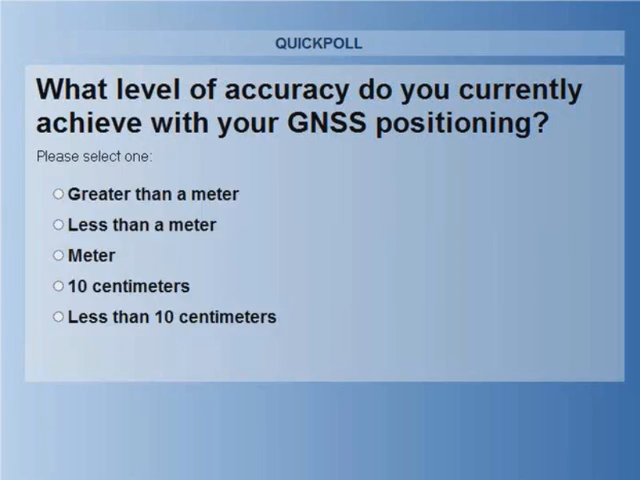 QUICKPOLL
What level of accuracy do you currently
achieve with your GNSS positioning?
Please select one:
Greater than a meter
Less than a meter
Meter
10 centimeters
Less than 10 centimeters